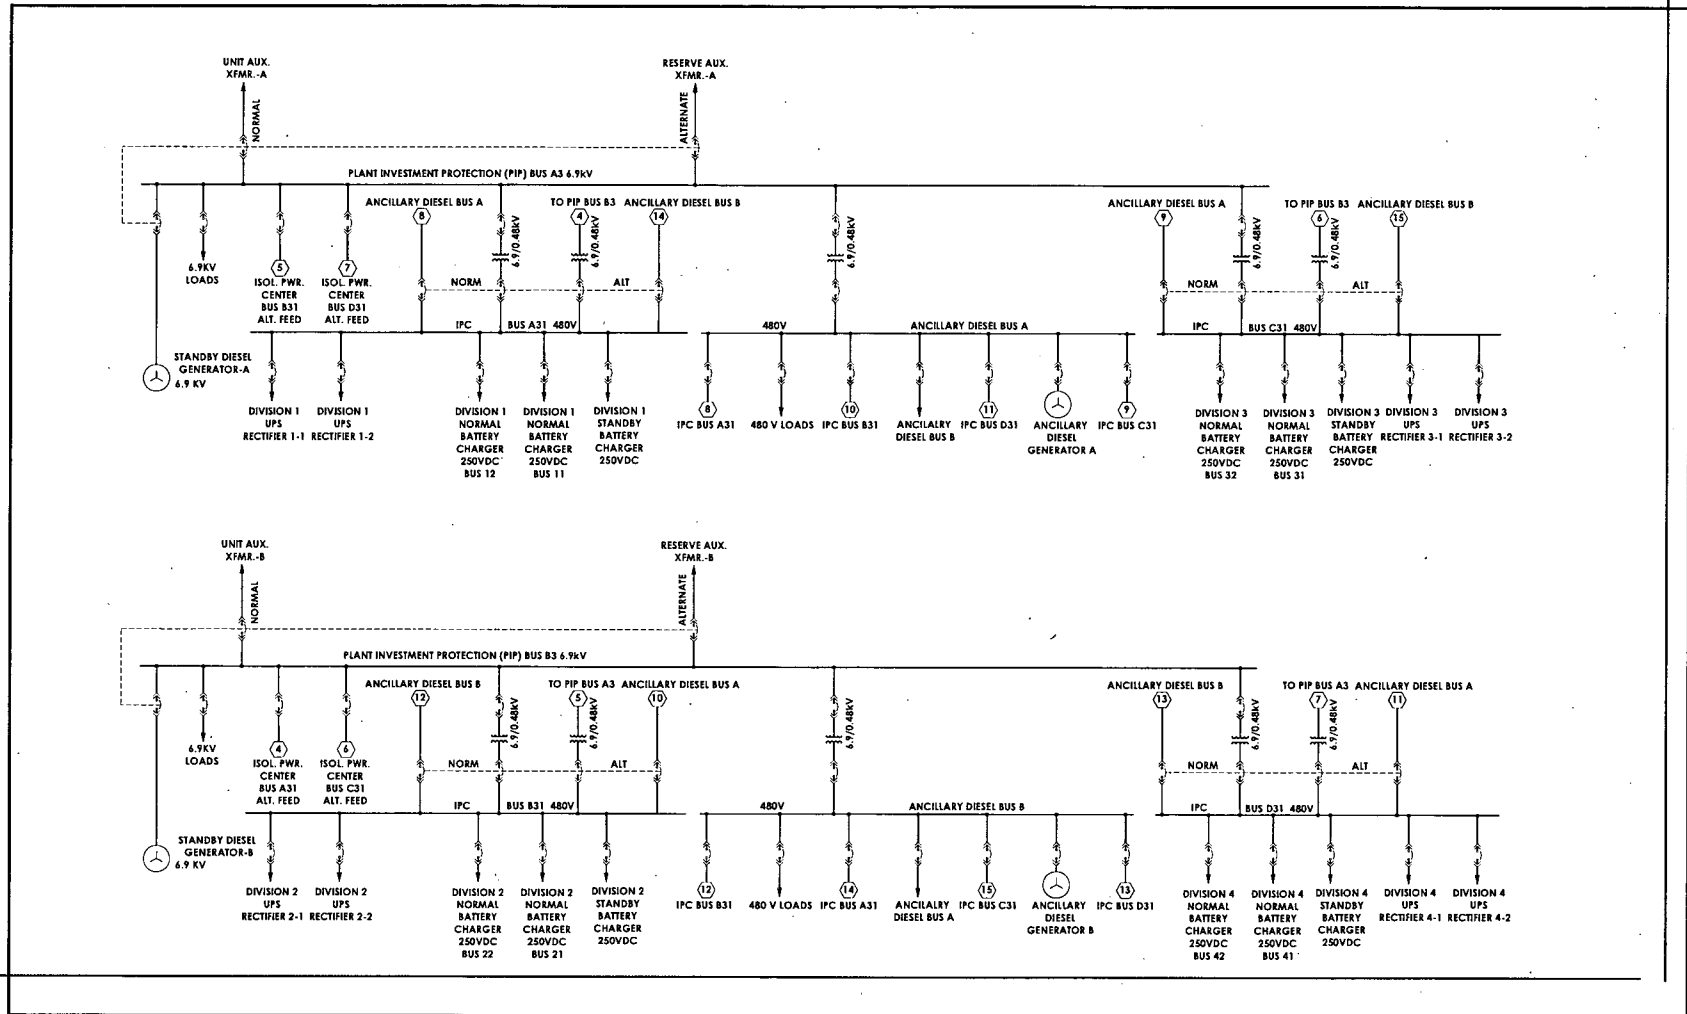 UNIT AUX.
XFMR.-A
RESERVE AUX.
XFMR.-A
NORMAL
ALTERNATE
PLANT INVESTMENT PROTECTION (PIP) BUS A3 6.9kV
ANCILLARY DIESEL BUS A
TO PIP BUS B3
ANCILLARY DIESEL BUS B
ANCILLARY DIESEL BUS A
TO PIP BUS B3
ANCILLARY DIESEL BUS B
8
4
14
9
6
15
6.9/0.48kV
6.9/0.48kV
6.9/0.48kV
6.9/0.48kV
6.9/0.48kV
6.9KV
LOADS
5
ISOL. PWR.
CENTER
BUS B31
ALT. FEED
7
ISOL. PWR.
CENTER
BUS D31
ALT. FEED
NORM
ALT
NORM
ALT
IPC
BUS A31 480V
480V
ANCILLARY DIESEL BUS A
IPC
BUS C31 480V
STANDBY DIESEL
GENERATOR-A
6.9 KV
DIVISION 1
UPS
RECTIFIER 1-1
DIVISION 1
UPS
RECTIFIER 1-2
DIVISION 1
NORMAL
BATTERY
CHARGER
250VDC
BUS 12
DIVISION 1
NORMAL
BATTERY
CHARGER
250VDC
BUS 11
DIVISION 1
STANDBY
BATTERY
CHARGER
250VDC
8
IPC BUS A31
480 V LOADS
10
IPC BUS B31
ANCILALRY
DIESEL BUS B
11
IPC BUS D31
ANCILLARY
DIESEL
GENERATOR A
9
IPC BUS C31
DIVISION 3
NORMAL
BATTERY
CHARGER
250VDC
BUS 32
DIVISION 3
NORMAL
BATTERY
CHARGER
250VDC
BUS 31
DIVISION 3
STANDBY
BATTERY
CHARGER
250VDC
DIVISION 3
UPS
RECTIFIER 3-1
DIVISION 3
UPS
RECTIFIER 3-2
UNIT AUX.
XFMR.-B
RESERVE AUX.
XFMR.-B
NORMAL
ALTERNATE
PLANT INVESTMENT PROTECTION (PIP) BUS B3 6.9kV
ANCILLARY DIESEL BUS B
TO PIP BUS A3
ANCILLARY DIESEL BUS A
ANCILLARY DIESEL BUS B
TO PIP BUS A3
ANCILLARY DIESEL BUS A
12
5
10
13
7
11
6.9/0.48kV
6.9/0.48kV
6.9/0.48kV
6.9/0.48kV
6.9/0.48kV
6.9KV
LOADS
4
ISOL. PWR.
CENTER
BUS A31
ALT. FEED
6
ISOL. PWR.
CENTER
BUS C31
ALT. FEED
NORM
ALT
NORM
ALT
IPC
BUS B31 480V
480V
ANCILLARY DIESEL BUS B
IPC
BUS D31 480V
STANDBY DIESEL
GENERATOR-B
6.9 KV
DIVISION 2
UPS
RECTIFIER 2-1
DIVISION 2
UPS
RECTIFIER 2-2
DIVISION 2
NORMAL
BATTERY
CHARGER
250VDC
BUS 22
DIVISION 2
NORMAL
BATTERY
CHARGER
250VDC
BUS 21
DIVISION 2
STANDBY
BATTERY
CHARGER
250VDC
12
IPC BUS B31
480 V LOADS
14
IPC BUS A31
ANCILALRY
DIESEL BUS A
15
IPC BUS C31
ANCILLARY
DIESEL
GENERATOR B
13
IPC BUS D31
DIVISION 4
NORMAL
BATTERY
CHARGER
250VDC
BUS 42
DIVISION 4
NORMAL
BATTERY
CHARGER
250VDC
BUS 41
DIVISION 4
STANDBY
BATTERY
CHARGER
250VDC
DIVISION 4
UPS
RECTIFIER 4-1
DIVISION 4
UPS
RECTIFIER 4-2